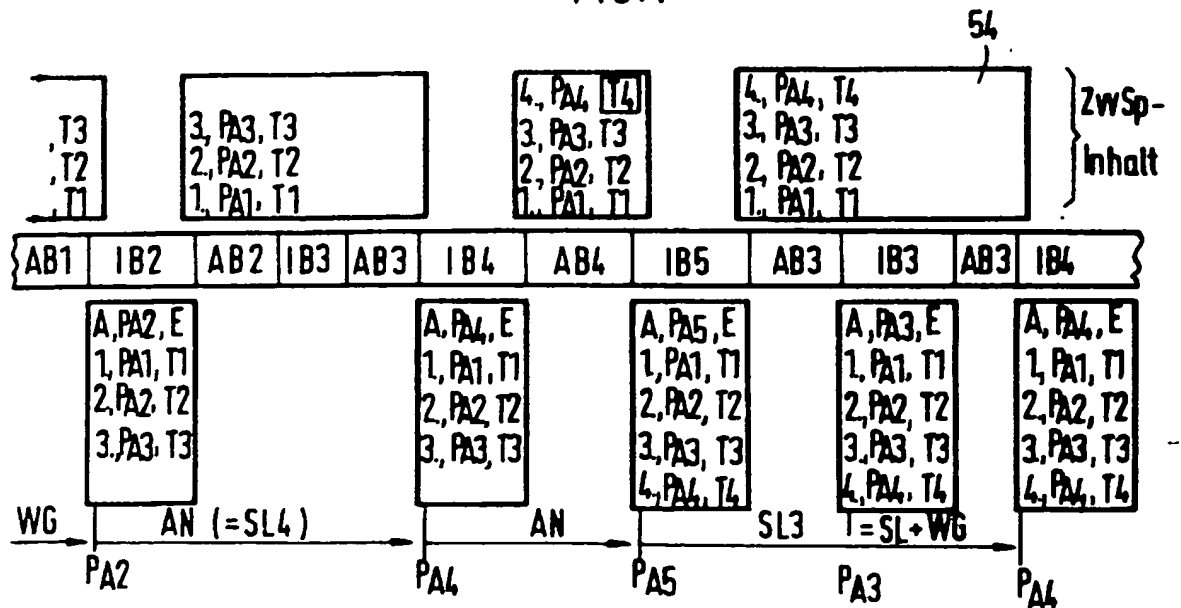 54
, T3
, T2
, T1
3., PA3, T3
2., PA2, T2
1., PA1, T1
4., PA4 T4
3., PA3, T3
2., PA2, T2
1., PA1, T1
4., PA4, T4
3., PA3, T3
2., PA2, T2
1., PA1, T1
ZwSp-
Inhalt
AB1 IB2 AB2 IB3 AB3 IB4 AB4 IB5 AB3 IB3 AB3 IB4
A, PA2, E
1, PA1, T1
2, PA2, T2
3., PA3, T3
A, PA4, E
1., PA1, T1
2., PA2, T2
3., PA3, T3
A, PA5, E
1, PA1, T1
2., PA2, T2
3., PA3, T3
4., PA4, T4
A, PA3, E
1., PA1, T1
2., PA2, T2
3., PA3, T3
4., PA4, T4
A, PA4, E
1, PA1, T1
2., PA2, T2
3., PA3, T3
4., PA4, T4
WG AN (=SL4) AN SL3 =SL+WG
PA2 PA4 PA5 PA3 PA4